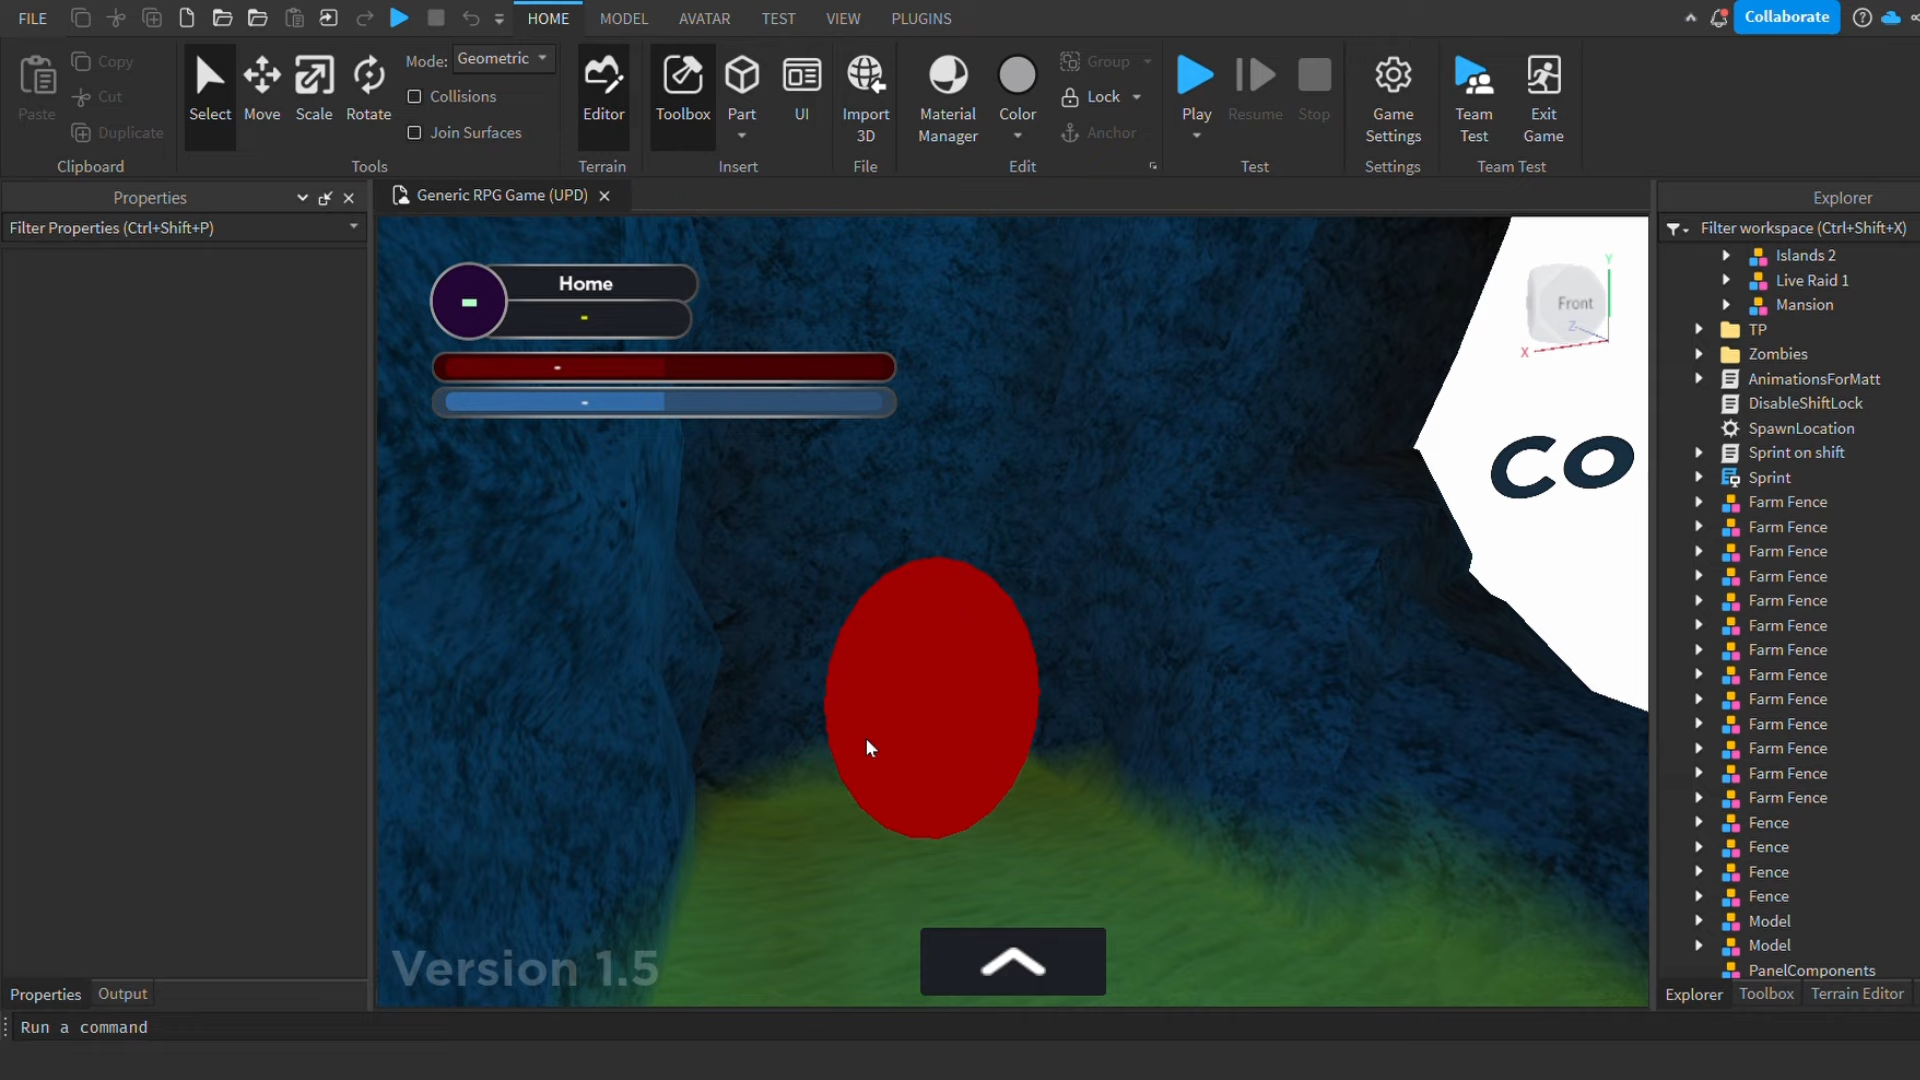 FILE
HOME
MODEL
AVATAR
TEST
VIEW
PLUGINS
Collaborate
Paste
Copy
Cut
Duplicate
Clipboard
Select
Move
Scale
Rotate
Mode: Geometric
Collisions
Join Surfaces
Tools
Editor
Terrain
Toolbox
Part
UI
Insert
Import
3D
File
Material
Manager
Color
Group
Lock
Anchor
Edit
Play
Resume
Stop
Test
Game
Settings
Settings
Team
Test
Exit
Game
Team Test
Properties
Filter Properties (Ctrl+Shift+P)
Generic RPG Game (UPD)
Home
-
-
-
-
Front
Y
Z
X
CO
Version 1.5
Explorer
Filter workspace (Ctrl+Shift+X)
Islands 2
Live Raid 1
Mansion
TP
Zombies
AnimationsForMatt
DisableShiftLock
SpawnLocation
Sprint on shift
Sprint
Farm Fence
Farm Fence
Farm Fence
Farm Fence
Farm Fence
Farm Fence
Farm Fence
Farm Fence
Farm Fence
Farm Fence
Farm Fence
Farm Fence
Farm Fence
Fence
Fence
Fence
Fence
Model
Model
PanelComponents
Properties
Output
Explorer
Toolbox
Terrain Editor
Run a command